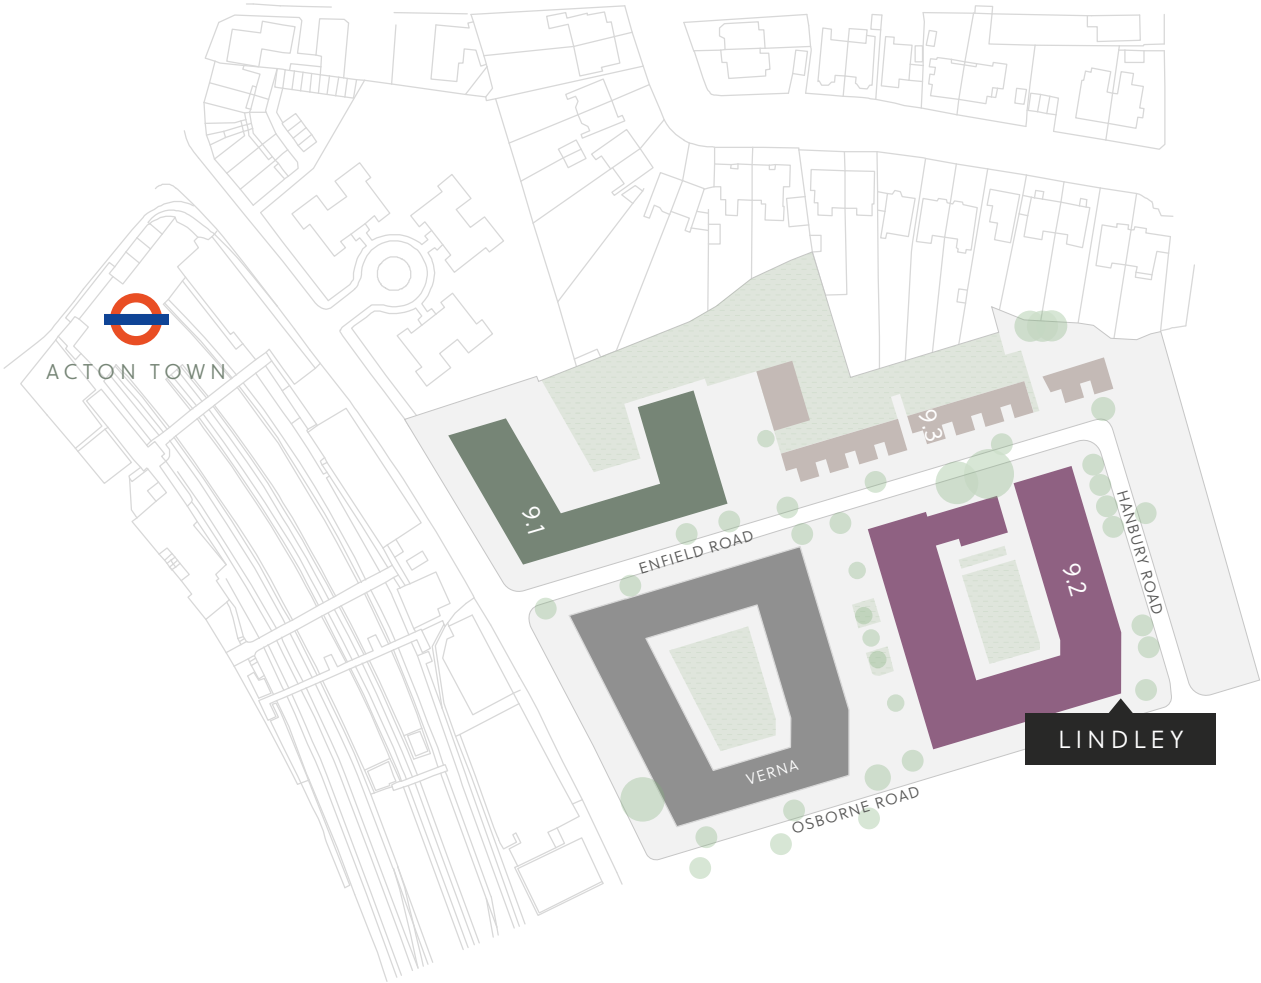 ACTON TOWN
9.1
9.3
ENFIELD ROAD
HANBURY ROAD
9.2
LINDLEY
VERNA
OSBORNE ROAD